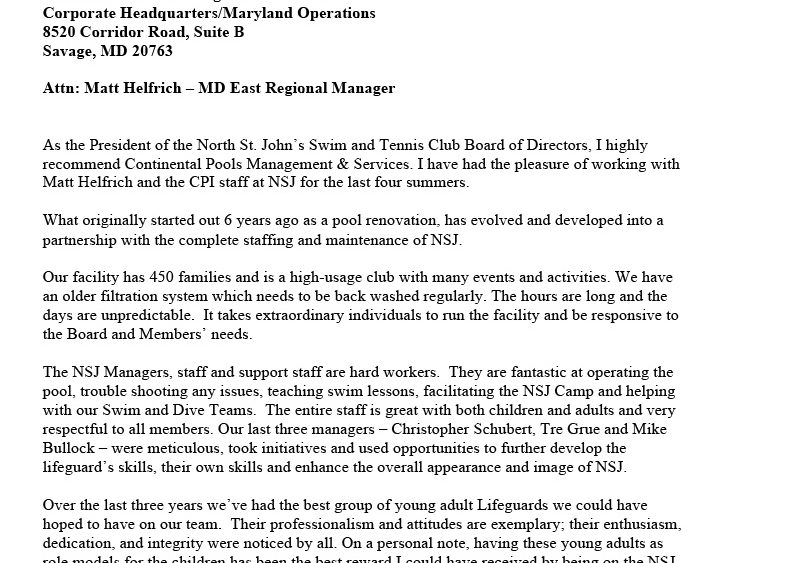 Corporate Headquarters/Maryland Operations
8520 Corridor Road, Suite B
Savage, MD 20763
Attn: Matt Helfrich – MD East Regional Manager
As the President of the North St. John’s Swim and Tennis Club Board of Directors, I highly
recommend Continental Pools Management & Services. I have had the pleasure of working with
Matt Helfrich and the CPI staff at NSJ for the last four summers.
What originally started out 6 years ago as a pool renovation, has evolved and developed into a
partnership with the complete staffing and maintenance of NSJ.
Our facility has 450 families and is a high-usage club with many events and activities. We have
an older filtration system which needs to be back washed regularly. The hours are long and the
days are unpredictable.  It takes extraordinary individuals to run the facility and be responsive to
the Board and Members’ needs.
The NSJ Managers, staff and support staff are hard workers.  They are fantastic at operating the
pool, trouble shooting any issues, teaching swim lessons, facilitating the NSJ Camp and helping
with our Swim and Dive Teams.  The entire staff is great with both children and adults and very
respectful to all members. Our last three managers – Christopher Schubert, Tre Grue and Mike
Bullock – were meticulous, took initiatives and used opportunities to further develop the
lifeguard’s skills, their own skills and enhance the overall appearance and image of NSJ.
Over the last three years we’ve had the best group of young adult Lifeguards we could have
hoped to have on our team.  Their professionalism and attitudes are exemplary; their enthusiasm,
dedication, and integrity were noticed by all. On a personal note, having these young adults as
role models for the children has been the best reward I could have received by being on the NSJ